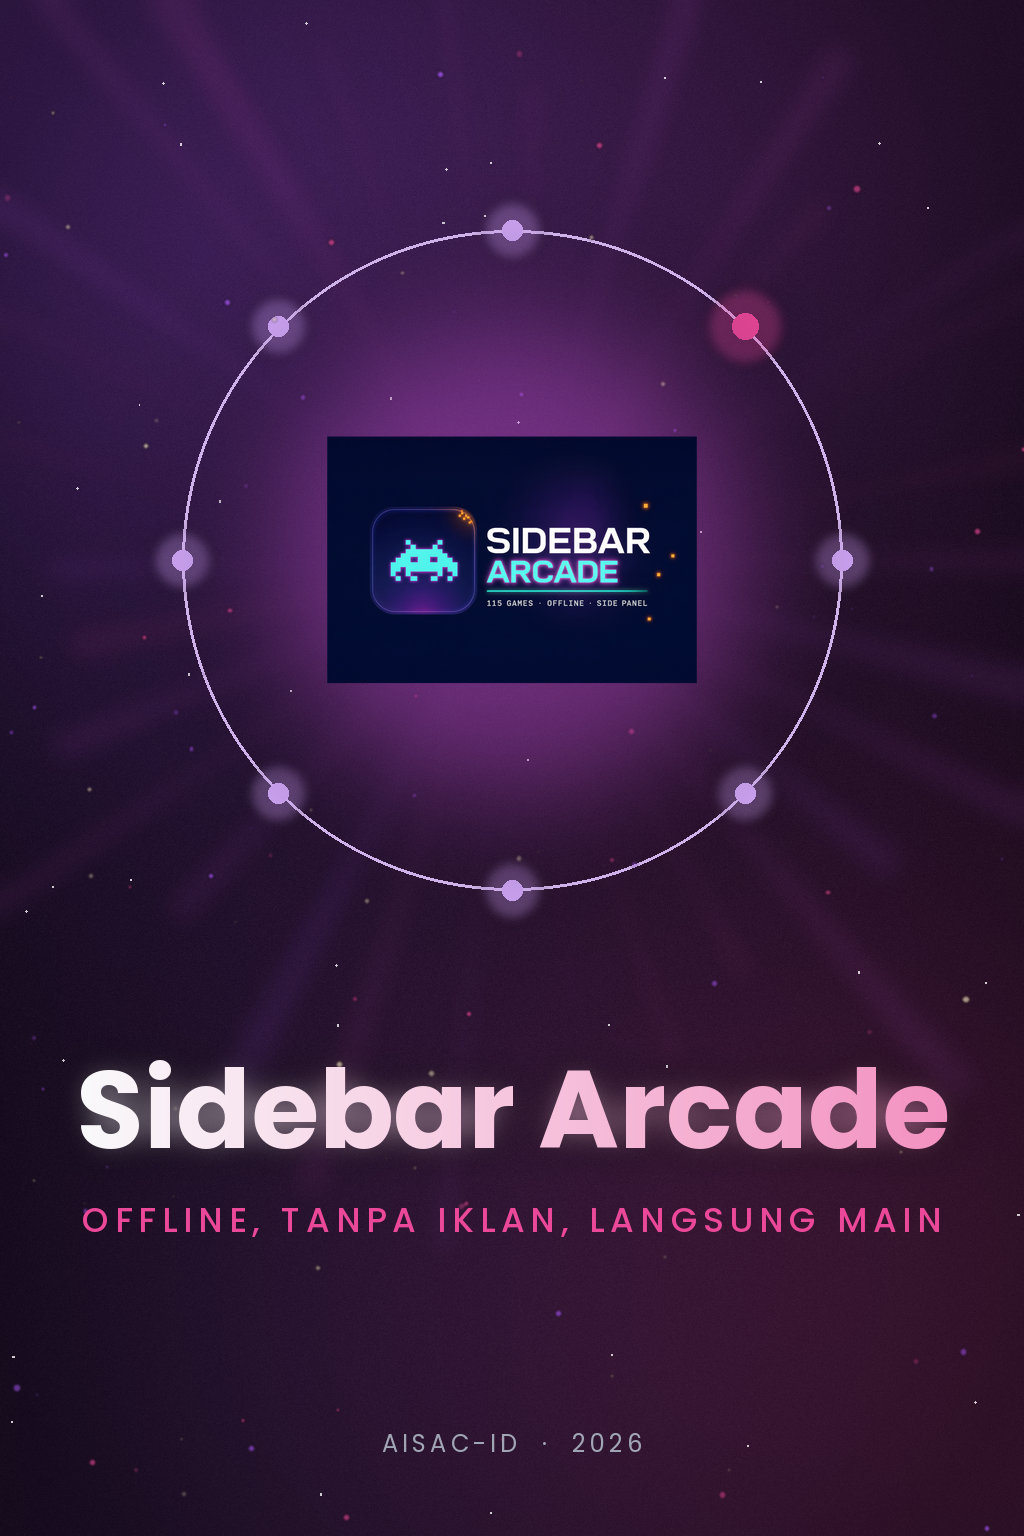 SIDEBAR
ARCADE
115 GAMES · OFFLINE · SIDE PANEL
Sidebar Arcade
OFFLINE, TANPA IKLAN, LANGSUNG MAIN
AISAC-ID · 2026